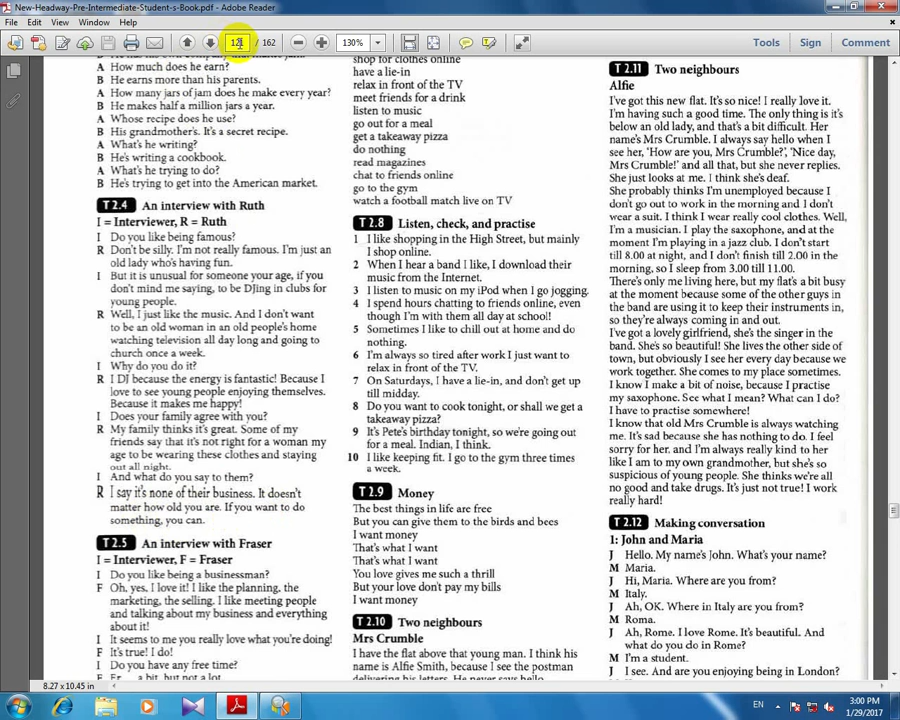 New-Headway-Pre-Intermediate-Student-s-Book.pdf - Adobe Reader
File Edit View Window Help
/ 162
130%
Tools Sign Comment
A How much does he earn?
B He earns more than his parents.
A How many jars of jam does he make every year?
B He makes half a million jars a year.
A Whose recipe does he use?
B His grandmother's. It's a secret recipe.
A What's he writing?
B He's writing a cookbook.
A What's he trying to do?
B He's trying to get into the American market.
T 2.4 An interview with Ruth
I = Interviewer, R = Ruth
I Do you like being famous?
R Don't be silly. I'm not really famous. I'm just an
old lady who's having fun.
I But it is unusual for someone your age, if you
don't mind me saying, to be DJing in clubs for
young people.
R Well, I just like the music. And I don't want
to be an old woman in an old people's home
watching television all day long and going to
church once a week.
I Why do you do it?
R I DJ because the energy is fantastic! Because I
love to see young people enjoying themselves.
Because it makes me happy!
I Does your family agree with you?
R My family thinks it's great. Some of my
friends say that it's not right for a woman my
age to be wearing these clothes and staying
out all night.
I And what do you say to them?
R I say it's none of their business. It doesn't
matter how old you are. If you want to do
something, you can.
T 2.5 An interview with Fraser
I = Interviewer, F = Fraser
I Do you like being a businessman?
F Oh, yes. I love it! I like the planning, the
marketing, the selling. I like meeting people
and talking about my business and everything
about it!
I It seems to me you really love what you're doing!
F It's true! I do!
I Do you have any free time?
F Er ... a bit, but not a lot.
shop for clothes online
have a lie-in
relax in front of the TV
meet friends for a drink
listen to music
go out for a meal
get a takeaway pizza
do nothing
read magazines
chat to friends online
go to the gym
watch a football match live on TV
T 2.8 Listen, check, and practise
1 I like shopping in the High Street, but mainly
I shop online.
2 When I hear a band I like, I download their
music from the Internet.
3 I listen to music on my iPod when I go jogging.
4 I spend hours chatting to friends online, even
though I'm with them all day at school!
5 Sometimes I like to chill out at home and do
nothing.
6 I'm always so tired after work I just want to
relax in front of the TV.
7 On Saturdays, I have a lie-in, and don't get up
till midday.
8 Do you want to cook tonight, or shall we get a
takeaway pizza?
9 It's Pete's birthday tonight, so we're going out
for a meal. Indian, I think.
10 I like keeping fit. I go to the gym three times
a week.
T 2.9 Money
The best things in life are free
But you can give them to the birds and bees
I want money
That's what I want
That's what I want
You love gives me such a thrill
But your love don't pay my bills
I want money
T 2.10 Two neighbours
Mrs Crumble
I have the flat above that young man. I think his
name is Alfie Smith, because I see the postman
delivering his letters. He never says hello.
T 2.11 Two neighbours
Alfie
I've got this new flat. It's so nice! I really love it.
I'm having such a good time. The only thing is it's
below an old lady, and that's a bit difficult. Her
name's Mrs Crumble. I always say hello when I
see her, 'How are you, Mrs Crumble?', 'Nice day,
Mrs Crumble!' and all that, but she never replies.
She just looks at me. I think she's deaf.
She probably thinks I'm unemployed because I
don't go out to work in the morning and I don't
wear a suit. I think I wear really cool clothes. Well,
I'm a musician. I play the saxophone, and at the
moment I'm playing in a jazz club. I don't start
till 8.00 at night, and I don't finish till 2.00 in the
morning, so I sleep from 3.00 till 11.00.
There's only me living here, but my flat's a bit busy
at the moment because some of the other guys in
the band are using it to keep their instruments in,
so they're always coming in and out.
I've got a lovely girlfriend, she's the singer in the
band. She's so beautiful! She lives the other side of
town, but obviously I see her every day because we
work together. She comes to my place sometimes.
I know I make a bit of noise, because I practise
my saxophone. See what I mean? What can I do?
I have to practise somewhere!
I know that old Mrs Crumble is always watching
me. It's sad because she has nothing to do. I feel
sorry for her, and I'm always really kind to her
like I am to my own grandmother, but she's so
suspicious of young people. She thinks we're all
no good and take drugs. It's just not true! I work
really hard!
T 2.12 Making conversation
1: John and Maria
J Hello. My name's John. What's your name?
M Maria.
J Hi, Maria. Where are you from?
M Italy.
J Ah, OK. Where in Italy are you from?
M Roma.
J Ah, Rome. I love Rome. It's beautiful. And
what do you do in Rome?
M I'm a student.
J I see. And are you enjoying being in London?
8.27 x 10.45 in
EN
3:00 PM
1/29/2017